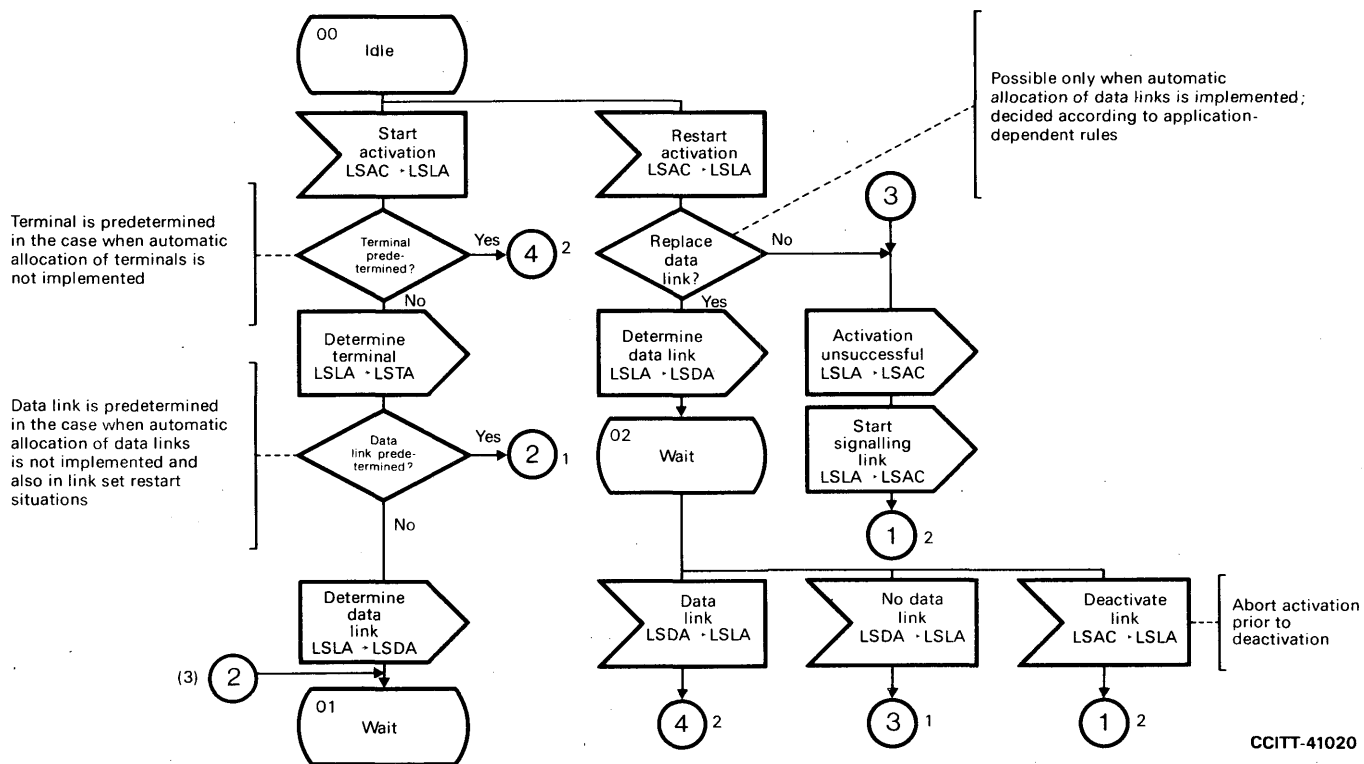 00
Idle
Start
activation
LSAC → LSLA
Restart
activation
LSAC → LSLA
Possible only when automatic
allocation of data links is implemented;
decided according to application-
dependent rules
Terminal is predetermined
in the case when automatic
allocation of terminals is
not implemented
Terminal
prede-
termined?
Yes
4
2
No
Replace
data
link?
No
Yes
3
Determine
terminal
LSLA → LSTA
Determine
data link
LSLA → LSDA
Activation
unsuccessful
LSLA → LSAC
Data link is predetermined
in the case when automatic
allocation of data links
is not implemented and
also in link set restart
situations
Data
link prede-
termined?
Yes
2
1
No
02
Wait
Start
signalling
link
LSLA → LSAC
1
2
Determine
data
link
LSLA → LSDA
Data
link
LSDA → LSLA
No data
link
LSDA → LSLA
Deactivate
link
LSAC → LSLA
Abort activation
prior to
deactivation
(3)
2
01
Wait
4
2
3
1
1
2
CCITT-41020